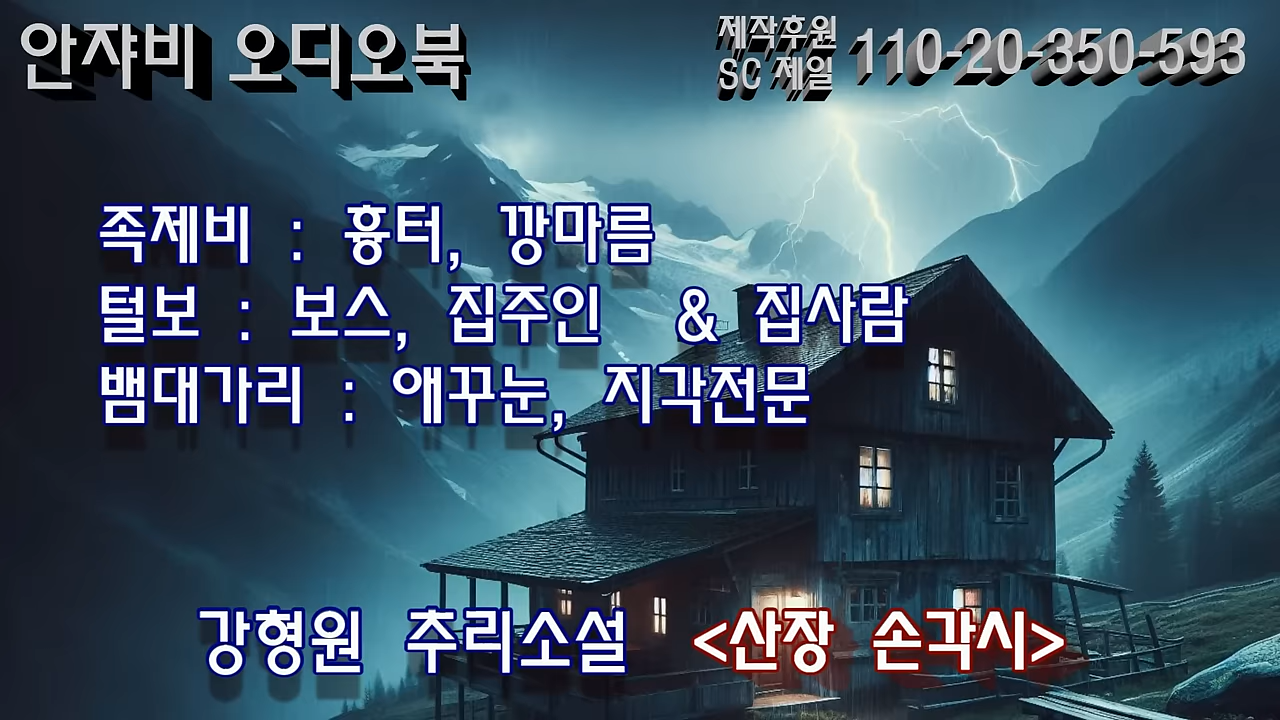 안쟈비 오디오북
제작후원
SC 제일
110-20-350-593
족제비 : 흉터, 깡마름
털보 : 보스, 집주인 & 집사람
뱀대가리 : 애꾸눈, 지각전문
강형원 추리소설 <산장 손각시>